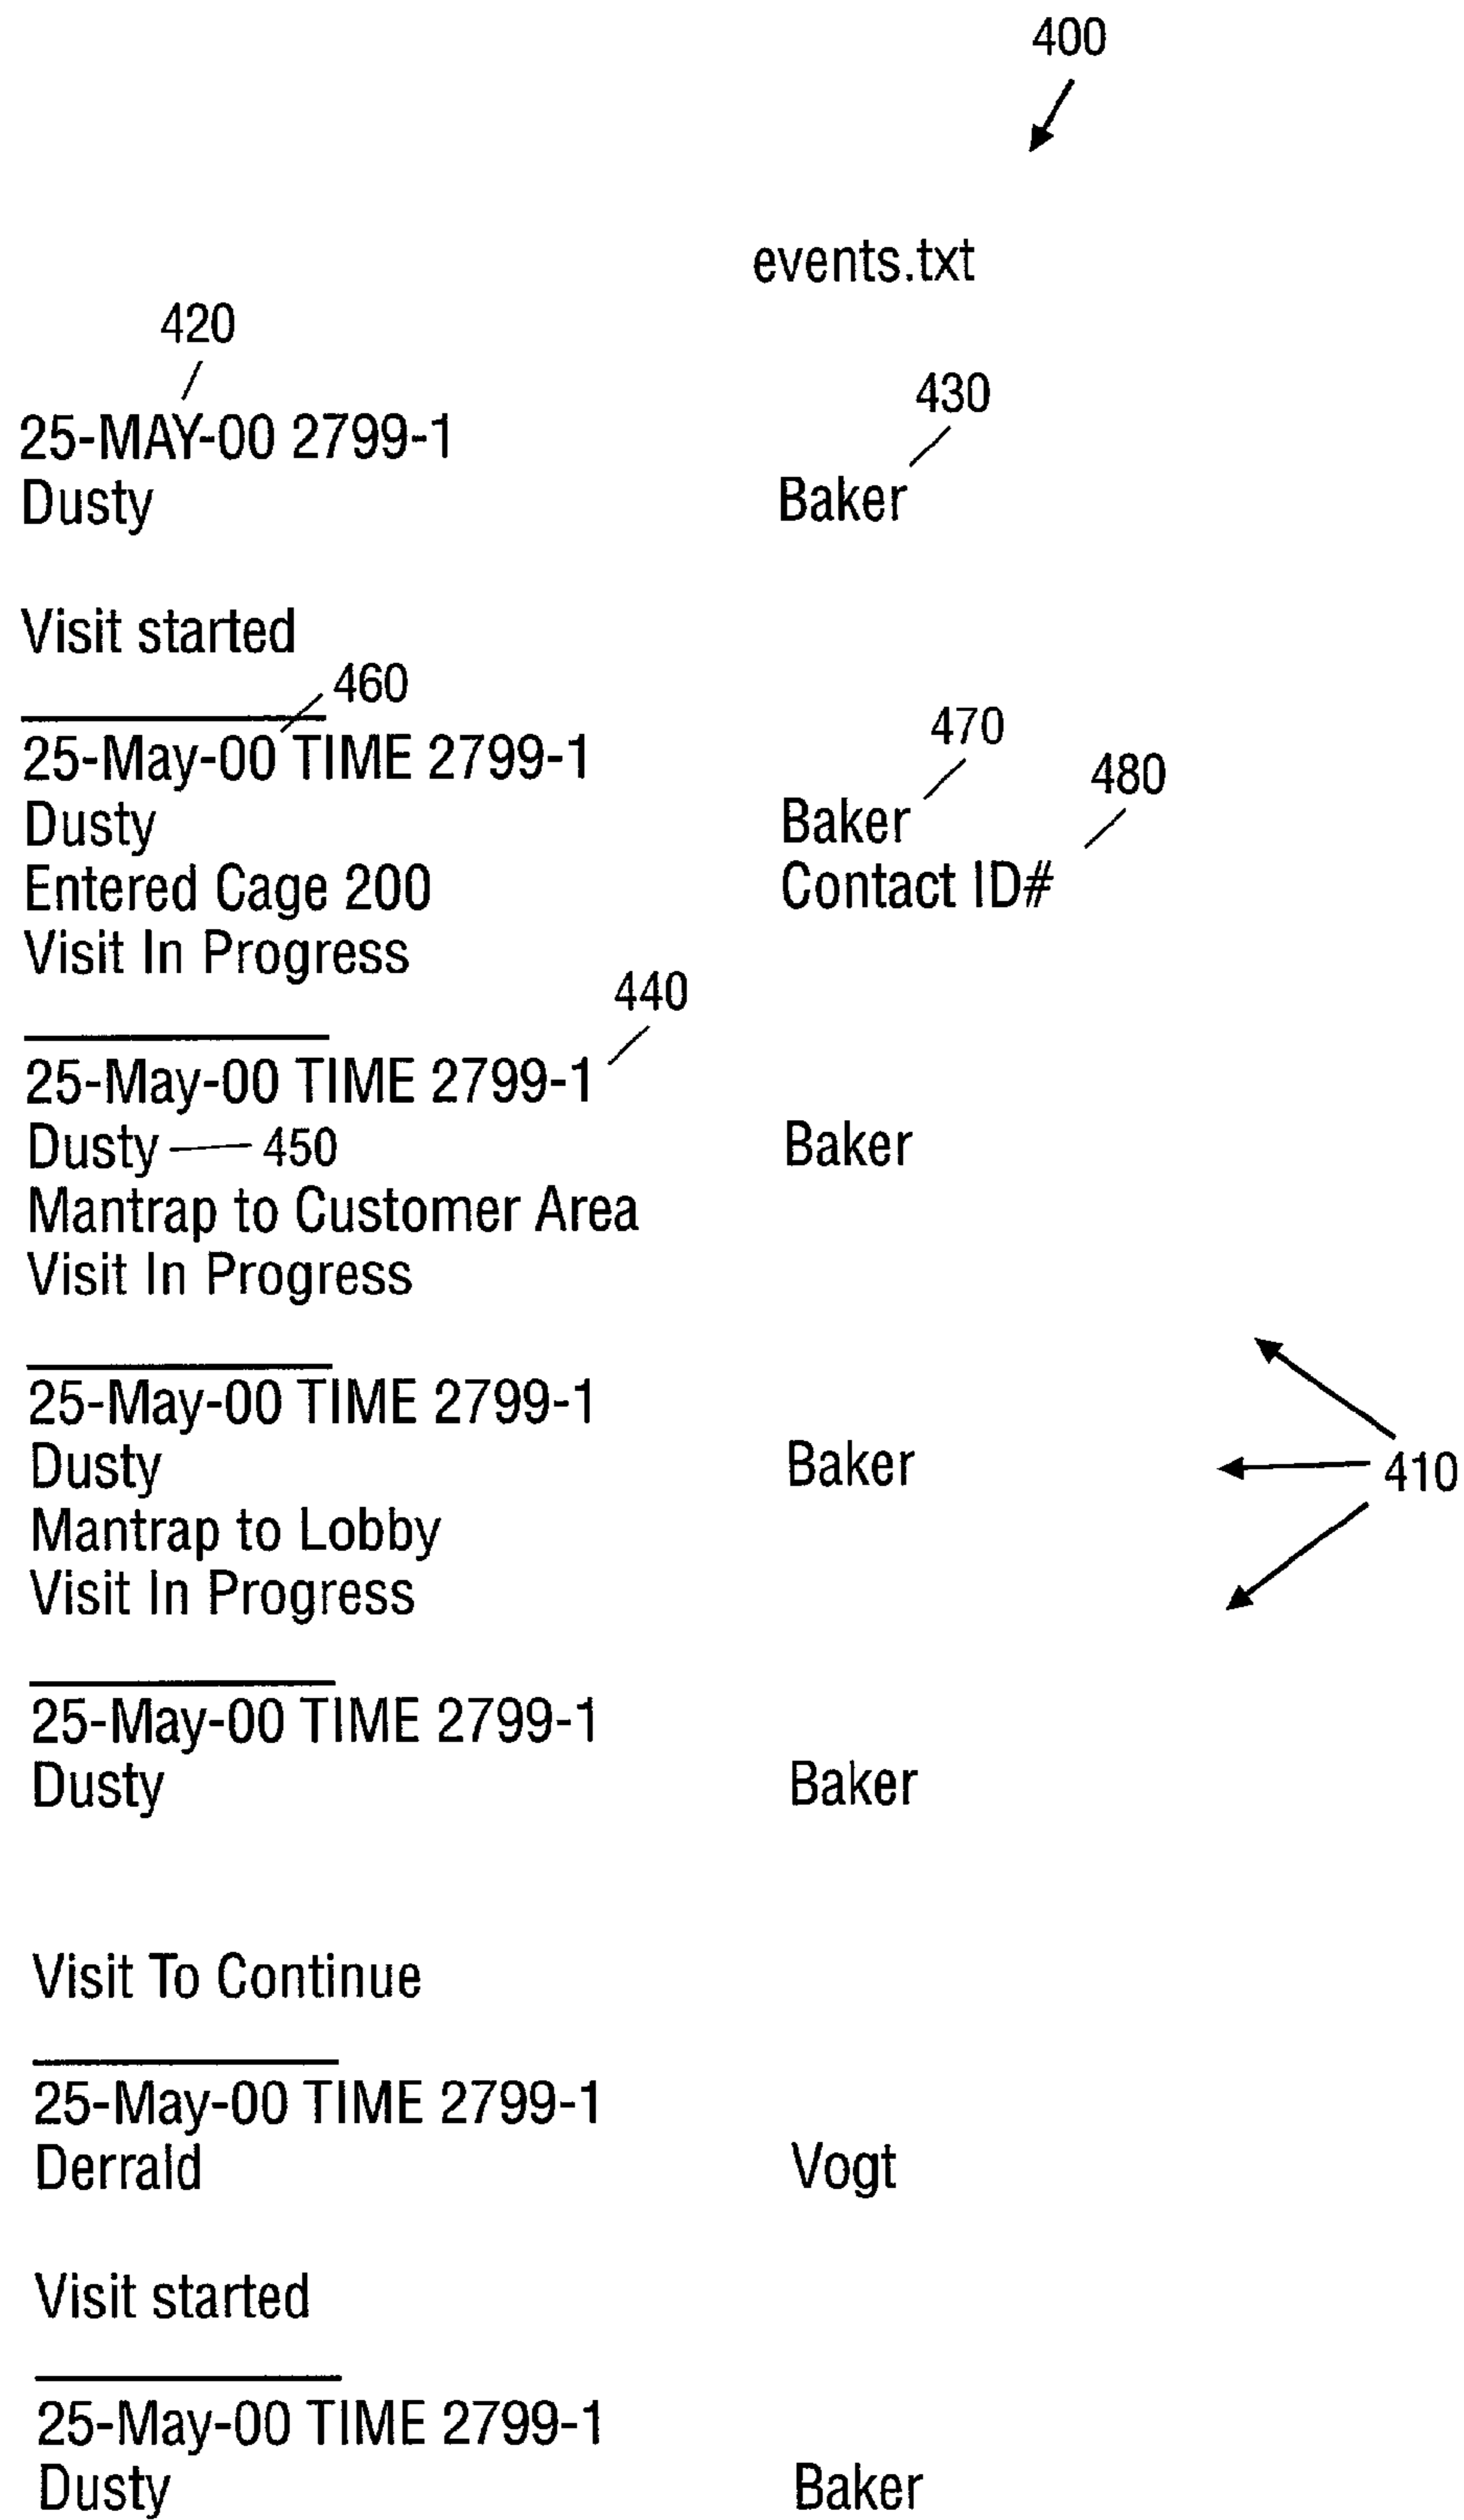 400
events.txt
420
430
25-MAY-00 2799-1
Dusty Baker
Visit started
460
470
25-May-00 TIME 2799-1
480
Dusty Baker
Entered Cage 200 Contact ID#
Visit In Progress
440
25-May-00 TIME 2799-1
Dusty 450 Baker
Mantrap to Customer Area
Visit In Progress
25-May-00 TIME 2799-1
Dusty Baker 410
Mantrap to Lobby
Visit In Progress
25-May-00 TIME 2799-1
Dusty Baker
Visit To Continue
25-May-00 TIME 2799-1
Derrald Vogt
Visit started
25-May-00 TIME 2799-1
Dusty Baker